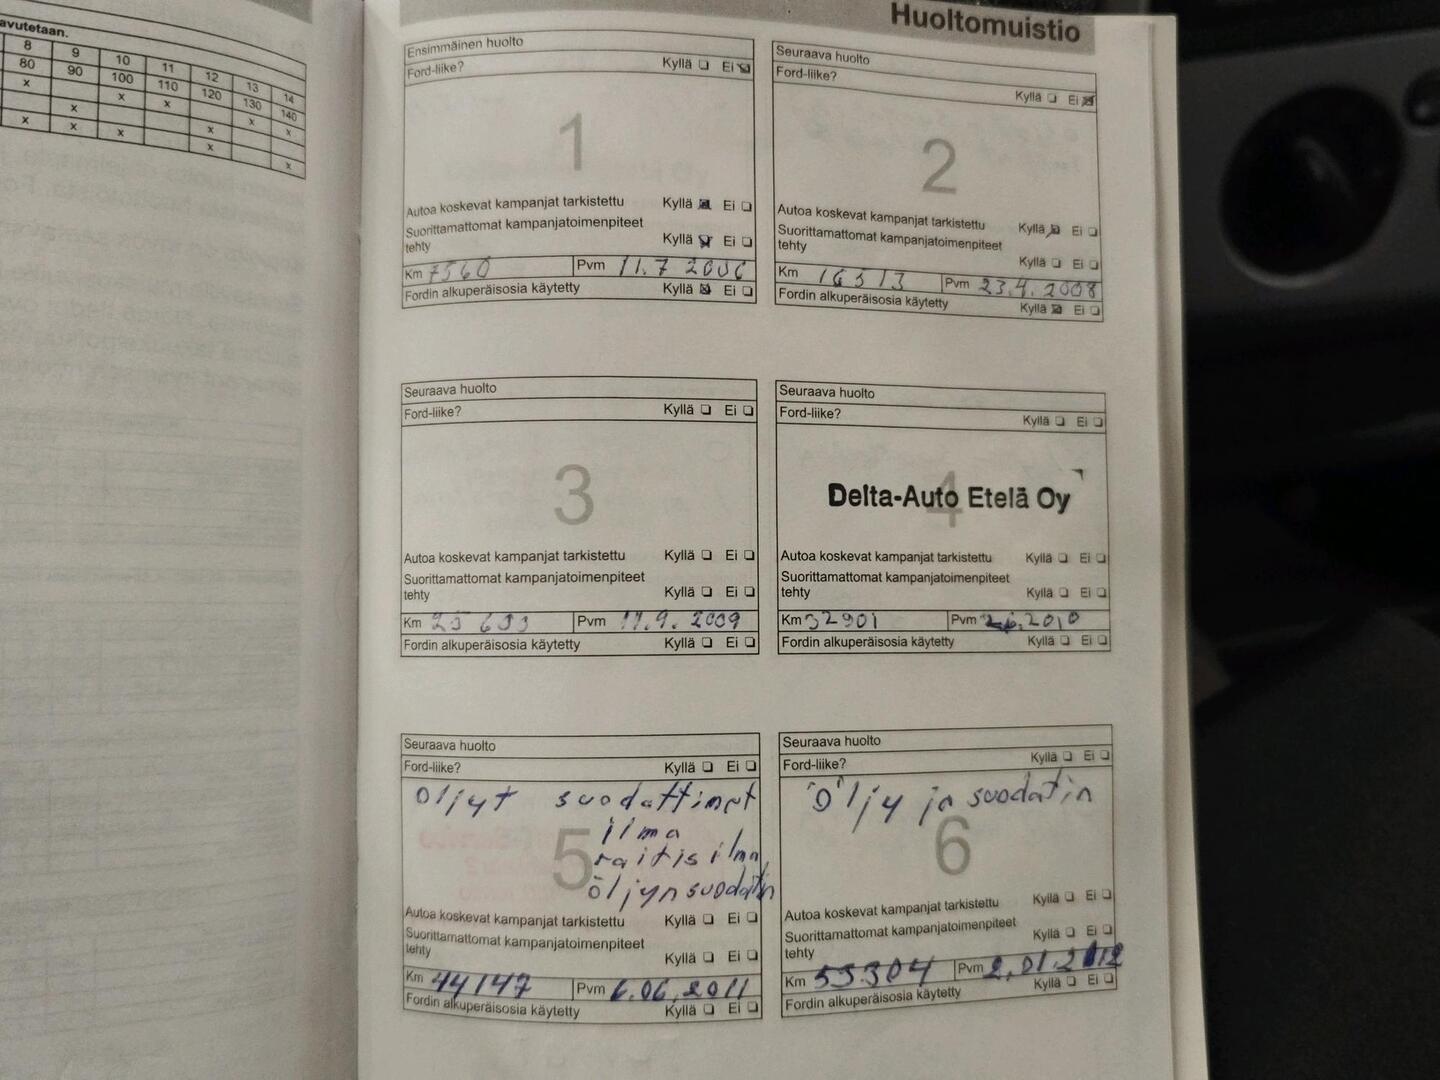 avutetaan.
8 9 10 11 12 13 14
80 90 100 110 120 130 140
x x x x x
x x
x x x x
x x
Huoltomuistio
Ensimmäinen huolto
Ford-liike? Kyllä Ei
1
Autoa koskevat kampanjat tarkistettu Kyllä Ei
Suorittamattomat kampanjatoimenpiteet
tehty Kyllä Ei
Km 7560 Pvm 11.7 2006
Fordin alkuperäisosia käytetty Kyllä Ei
Seuraava huolto
Ford-liike?
Kyllä Ei
2
Autoa koskevat kampanjat tarkistettu Kyllä Ei
Suorittamattomat kampanjatoimenpiteet
tehty Kyllä Ei
Km 16513 Pvm 23.4.2008
Fordin alkuperäisosia käytetty Kyllä Ei
Seuraava huolto
Ford-liike? Kyllä Ei
3
Autoa koskevat kampanjat tarkistettu Kyllä Ei
Suorittamattomat kampanjatoimenpiteet
tehty Kyllä Ei
Km Pvm 2009
Fordin alkuperäisosia käytetty Kyllä Ei
Seuraava huolto
Ford-liike? Kyllä Ei
4
Delta-Auto Etelä Oy
Autoa koskevat kampanjat tarkistettu Kyllä Ei
Suorittamattomat kampanjatoimenpiteet
tehty Kyllä Ei
Km 32901 Pvm 2.6.2010
Fordin alkuperäisosia käytetty Kyllä Ei
Seuraava huolto
Ford-liike? Kyllä Ei
öljyt suodattimet
ilma
5 raitis ilma
öljynsuodatin
Autoa koskevat kampanjat tarkistettu Kyllä Ei
Suorittamattomat kampanjatoimenpiteet
tehty Kyllä Ei
Km 44147 Pvm 6.06.2011
Fordin alkuperäisosia käytetty Kyllä Ei
Seuraava huolto
Ford-liike? Kyllä Ei
Öljy ja suodatin
6
Autoa koskevat kampanjat tarkistettu Kyllä Ei
Suorittamattomat kampanjatoimenpiteet
tehty Kyllä Ei
Km 55304 Pvm 2.01.2012
Fordin alkuperäisosia käytetty Kyllä Ei